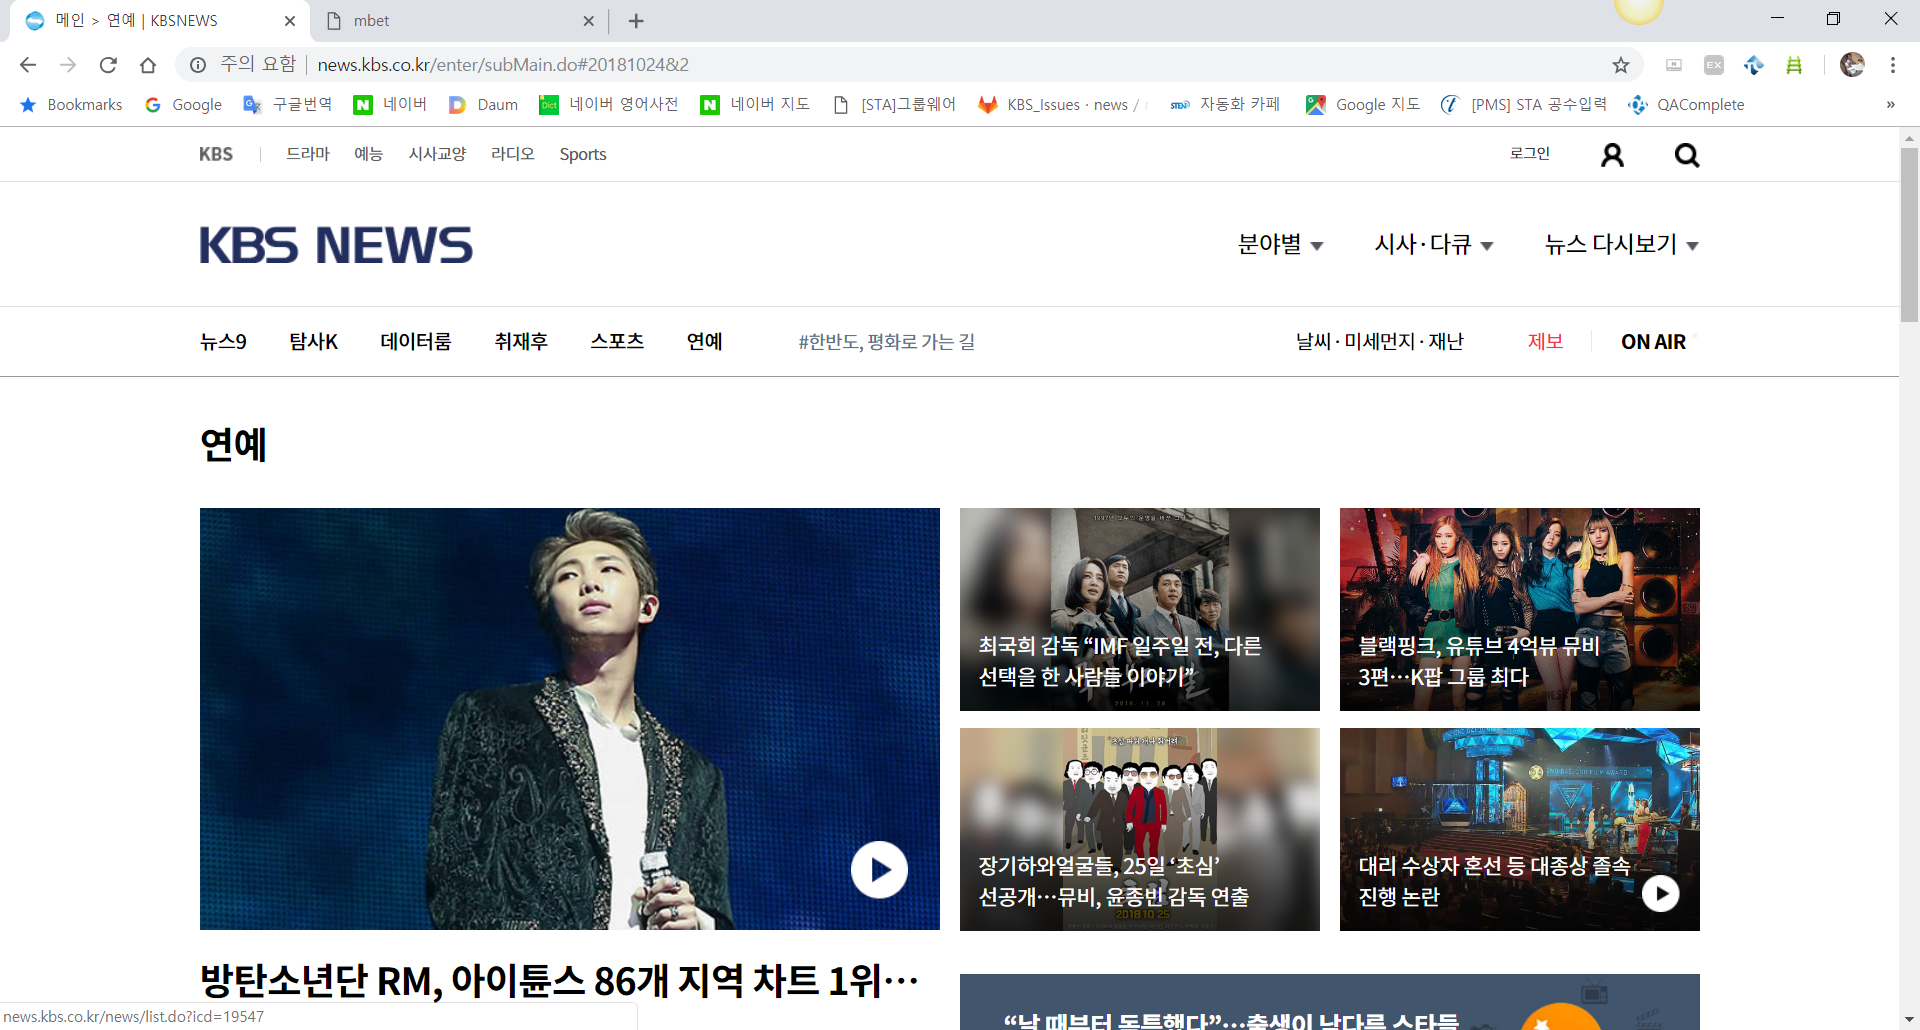 메인 > 연예 | KBSNEWS
mbet
주의 요함 | news.kbs.co.kr/enter/subMain.do#20181024&2
Bookmarks Google 구글번역 네이버 Daum 네이버 영어사전 네이버 지도 [STA]그룹웨어 KBS_Issues · news / 자동화 카페 Google 지도 [PMS] STA 공수입력 QAComplete »
KBS 드라마 예능 시사교양 라디오 Sports 로그인
KBS NEWS 분야별 시사·다큐 뉴스 다시보기
뉴스9 탐사K 데이터룸 취재후 스포츠 연예 #한반도, 평화로 가는 길 날씨·미세먼지·재난 제보 ON AIR
연예
최국희 감독 “IMF 일주일 전, 다른
선택을 한 사람들 이야기”
2018. 11. 28
블랙핑크, 유튜브 4억뷰 뮤비
3편…K팝 그룹 최다
장기하와얼굴들, 25일 ‘초심’
선공개…뮤비, 윤종빈 감독 연출
2018 10 25
대리 수상자 혼선 등 대종상 졸속
진행 논란
방탄소년단 RM, 아이튠스 86개 지역 차트 1위…
“날 때부터 독특했다”…출생이 남다른 스타들
news.kbs.co.kr/news/list.do?icd=19547